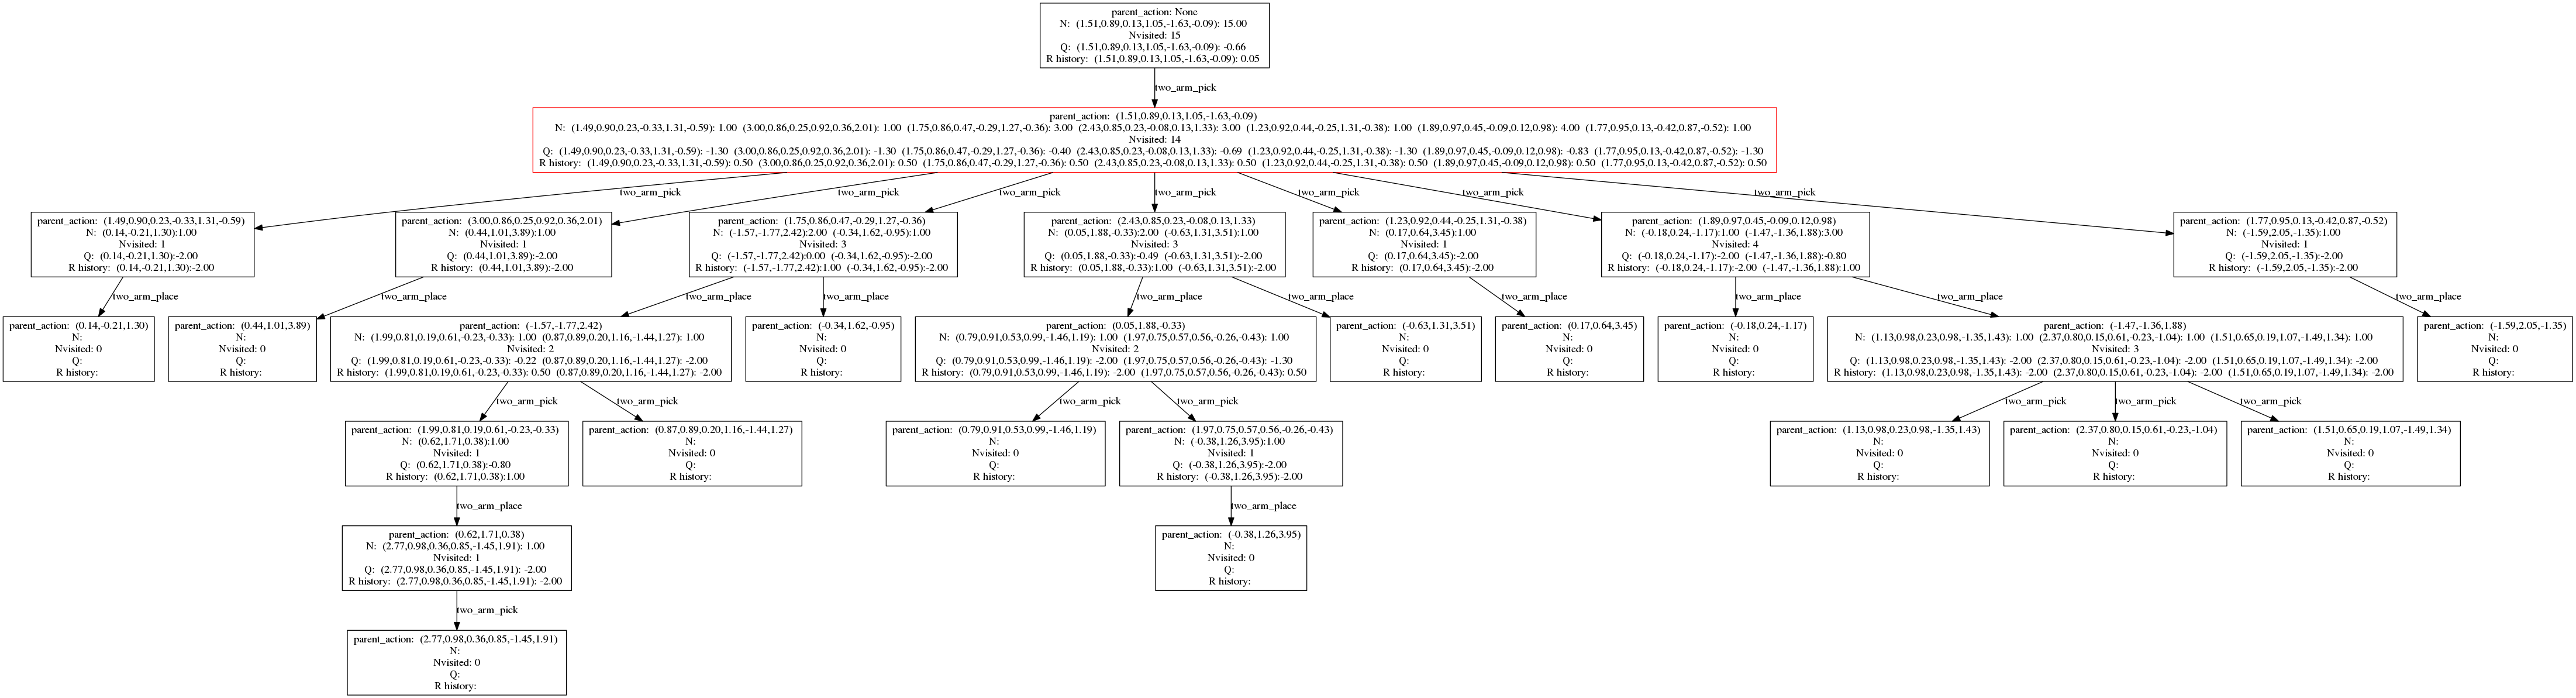 parent_action: None
N: (1.51,0.89,0.13,1.05,-1.63,-0.09): 15.00
Nvisited: 15
Q: (1.51,0.89,0.13,1.05,-1.63,-0.09): -0.66
R history: (1.51,0.89,0.13,1.05,-1.63,-0.09): 0.05
two_arm_pick
parent_action: (1.51,0.89,0.13,1.05,-1.63,-0.09)
N: (1.49,0.90,0.23,-0.33,1.31,-0.59): 1.00 (3.00,0.86,0.25,0.92,0.36,2.01): 1.00 (1.75,0.86,0.47,-0.29,1.27,-0.36): 3.00 (2.43,0.85,0.23,-0.08,0.13,1.33): 3.00 (1.23,0.92,0.44,-0.25,1.31,-0.38): 1.00 (1.89,0.97,0.45,-0.09,0.12,0.98): 4.00 (1.77,0.95,0.13,-0.42,0.87,-0.52): 1.00
Nvisited: 14
Q: (1.49,0.90,0.23,-0.33,1.31,-0.59): -1.30 (3.00,0.86,0.25,0.92,0.36,2.01): -1.30 (1.75,0.86,0.47,-0.29,1.27,-0.36): -0.40 (2.43,0.85,0.23,-0.08,0.13,1.33): -0.69 (1.23,0.92,0.44,-0.25,1.31,-0.38): -1.30 (1.89,0.97,0.45,-0.09,0.12,0.98): -0.83 (1.77,0.95,0.13,-0.42,0.87,-0.52): -1.30
R history: (1.49,0.90,0.23,-0.33,1.31,-0.59): 0.50 (3.00,0.86,0.25,0.92,0.36,2.01): 0.50 (1.75,0.86,0.47,-0.29,1.27,-0.36): 0.50 (2.43,0.85,0.23,-0.08,0.13,1.33): 0.50 (1.23,0.92,0.44,-0.25,1.31,-0.38): 0.50 (1.89,0.97,0.45,-0.09,0.12,0.98): 0.50 (1.77,0.95,0.13,-0.42,0.87,-0.52): 0.50
two_arm_pick
two_arm_pick
two_arm_pick
two_arm_pick
two_arm_pick
two_arm_pick
two_arm_pick
parent_action: (1.49,0.90,0.23,-0.33,1.31,-0.59)
N: (0.14,-0.21,1.30):1.00
Nvisited: 1
Q: (0.14,-0.21,1.30):-2.00
R history: (0.14,-0.21,1.30):-2.00
parent_action: (3.00,0.86,0.25,0.92,0.36,2.01)
N: (0.44,1.01,3.89):1.00
Nvisited: 1
Q: (0.44,1.01,3.89):-2.00
R history: (0.44,1.01,3.89):-2.00
parent_action: (1.75,0.86,0.47,-0.29,1.27,-0.36)
N: (-1.57,-1.77,2.42):2.00 (-0.34,1.62,-0.95):1.00
Nvisited: 3
Q: (-1.57,-1.77,2.42):0.00 (-0.34,1.62,-0.95):-2.00
R history: (-1.57,-1.77,2.42):1.00 (-0.34,1.62,-0.95):-2.00
parent_action: (2.43,0.85,0.23,-0.08,0.13,1.33)
N: (0.05,1.88,-0.33):2.00 (-0.63,1.31,3.51):1.00
Nvisited: 3
Q: (0.05,1.88,-0.33):-0.49 (-0.63,1.31,3.51):-2.00
R history: (0.05,1.88,-0.33):1.00 (-0.63,1.31,3.51):-2.00
parent_action: (1.23,0.92,0.44,-0.25,1.31,-0.38)
N: (0.17,0.64,3.45):1.00
Nvisited: 1
Q: (0.17,0.64,3.45):-2.00
R history: (0.17,0.64,3.45):-2.00
parent_action: (1.89,0.97,0.45,-0.09,0.12,0.98)
N: (-0.18,0.24,-1.17):1.00 (-1.47,-1.36,1.88):3.00
Nvisited: 4
Q: (-0.18,0.24,-1.17):-2.00 (-1.47,-1.36,1.88):-0.80
R history: (-0.18,0.24,-1.17):-2.00 (-1.47,-1.36,1.88):1.00
parent_action: (1.77,0.95,0.13,-0.42,0.87,-0.52)
N: (-1.59,2.05,-1.35):1.00
Nvisited: 1
Q: (-1.59,2.05,-1.35):-2.00
R history: (-1.59,2.05,-1.35):-2.00
two_arm_place
two_arm_place
two_arm_place
two_arm_place
two_arm_place
two_arm_place
two_arm_place
two_arm_place
two_arm_place
two_arm_place
parent_action: (0.14,-0.21,1.30)
N:
Nvisited: 0
Q:
R history:
parent_action: (0.44,1.01,3.89)
N:
Nvisited: 0
Q:
R history:
parent_action: (-1.57,-1.77,2.42)
N: (1.99,0.81,0.19,0.61,-0.23,-0.33): 1.00 (0.87,0.89,0.20,1.16,-1.44,1.27): 1.00
Nvisited: 2
Q: (1.99,0.81,0.19,0.61,-0.23,-0.33): -0.22 (0.87,0.89,0.20,1.16,-1.44,1.27): -2.00
R history: (1.99,0.81,0.19,0.61,-0.23,-0.33): 0.50 (0.87,0.89,0.20,1.16,-1.44,1.27): -2.00
parent_action: (-0.34,1.62,-0.95)
N:
Nvisited: 0
Q:
R history:
parent_action: (0.05,1.88,-0.33)
N: (0.79,0.91,0.53,0.99,-1.46,1.19): 1.00 (1.97,0.75,0.57,0.56,-0.26,-0.43): 1.00
Nvisited: 2
Q: (0.79,0.91,0.53,0.99,-1.46,1.19): -2.00 (1.97,0.75,0.57,0.56,-0.26,-0.43): -1.30
R history: (0.79,0.91,0.53,0.99,-1.46,1.19): -2.00 (1.97,0.75,0.57,0.56,-0.26,-0.43): 0.50
parent_action: (-0.63,1.31,3.51)
N:
Nvisited: 0
Q:
R history:
parent_action: (0.17,0.64,3.45)
N:
Nvisited: 0
Q:
R history:
parent_action: (-0.18,0.24,-1.17)
N:
Nvisited: 0
Q:
R history:
parent_action: (-1.47,-1.36,1.88)
N: (1.13,0.98,0.23,0.98,-1.35,1.43): 1.00 (2.37,0.80,0.15,0.61,-0.23,-1.04): 1.00 (1.51,0.65,0.19,1.07,-1.49,1.34): 1.00
Nvisited: 3
Q: (1.13,0.98,0.23,0.98,-1.35,1.43): -2.00 (2.37,0.80,0.15,0.61,-0.23,-1.04): -2.00 (1.51,0.65,0.19,1.07,-1.49,1.34): -2.00
R history: (1.13,0.98,0.23,0.98,-1.35,1.43): -2.00 (2.37,0.80,0.15,0.61,-0.23,-1.04): -2.00 (1.51,0.65,0.19,1.07,-1.49,1.34): -2.00
parent_action: (-1.59,2.05,-1.35)
N:
Nvisited: 0
Q:
R history:
two_arm_pick
two_arm_pick
two_arm_pick
two_arm_pick
two_arm_pick
two_arm_pick
two_arm_pick
parent_action: (1.99,0.81,0.19,0.61,-0.23,-0.33)
N: (0.62,1.71,0.38):1.00
Nvisited: 1
Q: (0.62,1.71,0.38):-0.80
R history: (0.62,1.71,0.38):1.00
parent_action: (0.87,0.89,0.20,1.16,-1.44,1.27)
N:
Nvisited: 0
Q:
R history:
parent_action: (0.79,0.91,0.53,0.99,-1.46,1.19)
N:
Nvisited: 0
Q:
R history:
parent_action: (1.97,0.75,0.57,0.56,-0.26,-0.43)
N: (-0.38,1.26,3.95):1.00
Nvisited: 1
Q: (-0.38,1.26,3.95):-2.00
R history: (-0.38,1.26,3.95):-2.00
parent_action: (1.13,0.98,0.23,0.98,-1.35,1.43)
N:
Nvisited: 0
Q:
R history:
parent_action: (2.37,0.80,0.15,0.61,-0.23,-1.04)
N:
Nvisited: 0
Q:
R history:
parent_action: (1.51,0.65,0.19,1.07,-1.49,1.34)
N:
Nvisited: 0
Q:
R history:
two_arm_place
two_arm_place
parent_action: (0.62,1.71,0.38)
N: (2.77,0.98,0.36,0.85,-1.45,1.91): 1.00
Nvisited: 1
Q: (2.77,0.98,0.36,0.85,-1.45,1.91): -2.00
R history: (2.77,0.98,0.36,0.85,-1.45,1.91): -2.00
parent_action: (-0.38,1.26,3.95)
N:
Nvisited: 0
Q:
R history:
two_arm_pick
parent_action: (2.77,0.98,0.36,0.85,-1.45,1.91)
N:
Nvisited: 0
Q:
R history: